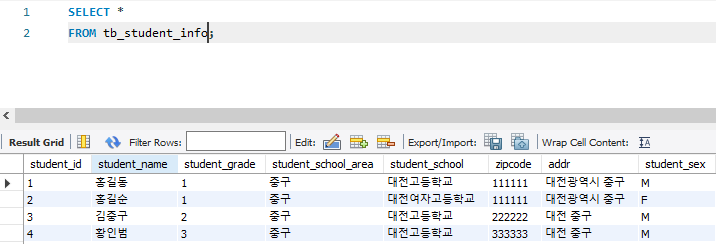 1 SELECT *
2 FROM tb_student_info;
Result Grid Filter Rows: Edit: Export/Import: Wrap Cell Content:
student_id student_name student_grade student_school_area student_school zipcode addr student_sex
1 홍길동 1 중구 대전고등학교 111111 대전광역시 중구 M
2 홍길순 1 중구 대전여자고등학교 111111 대전광역시 중구 F
3 김중구 2 중구 대전고등학교 222222 대전 중구 M
4 황인범 3 중구 대전고등학교 333333 대전 중구 M